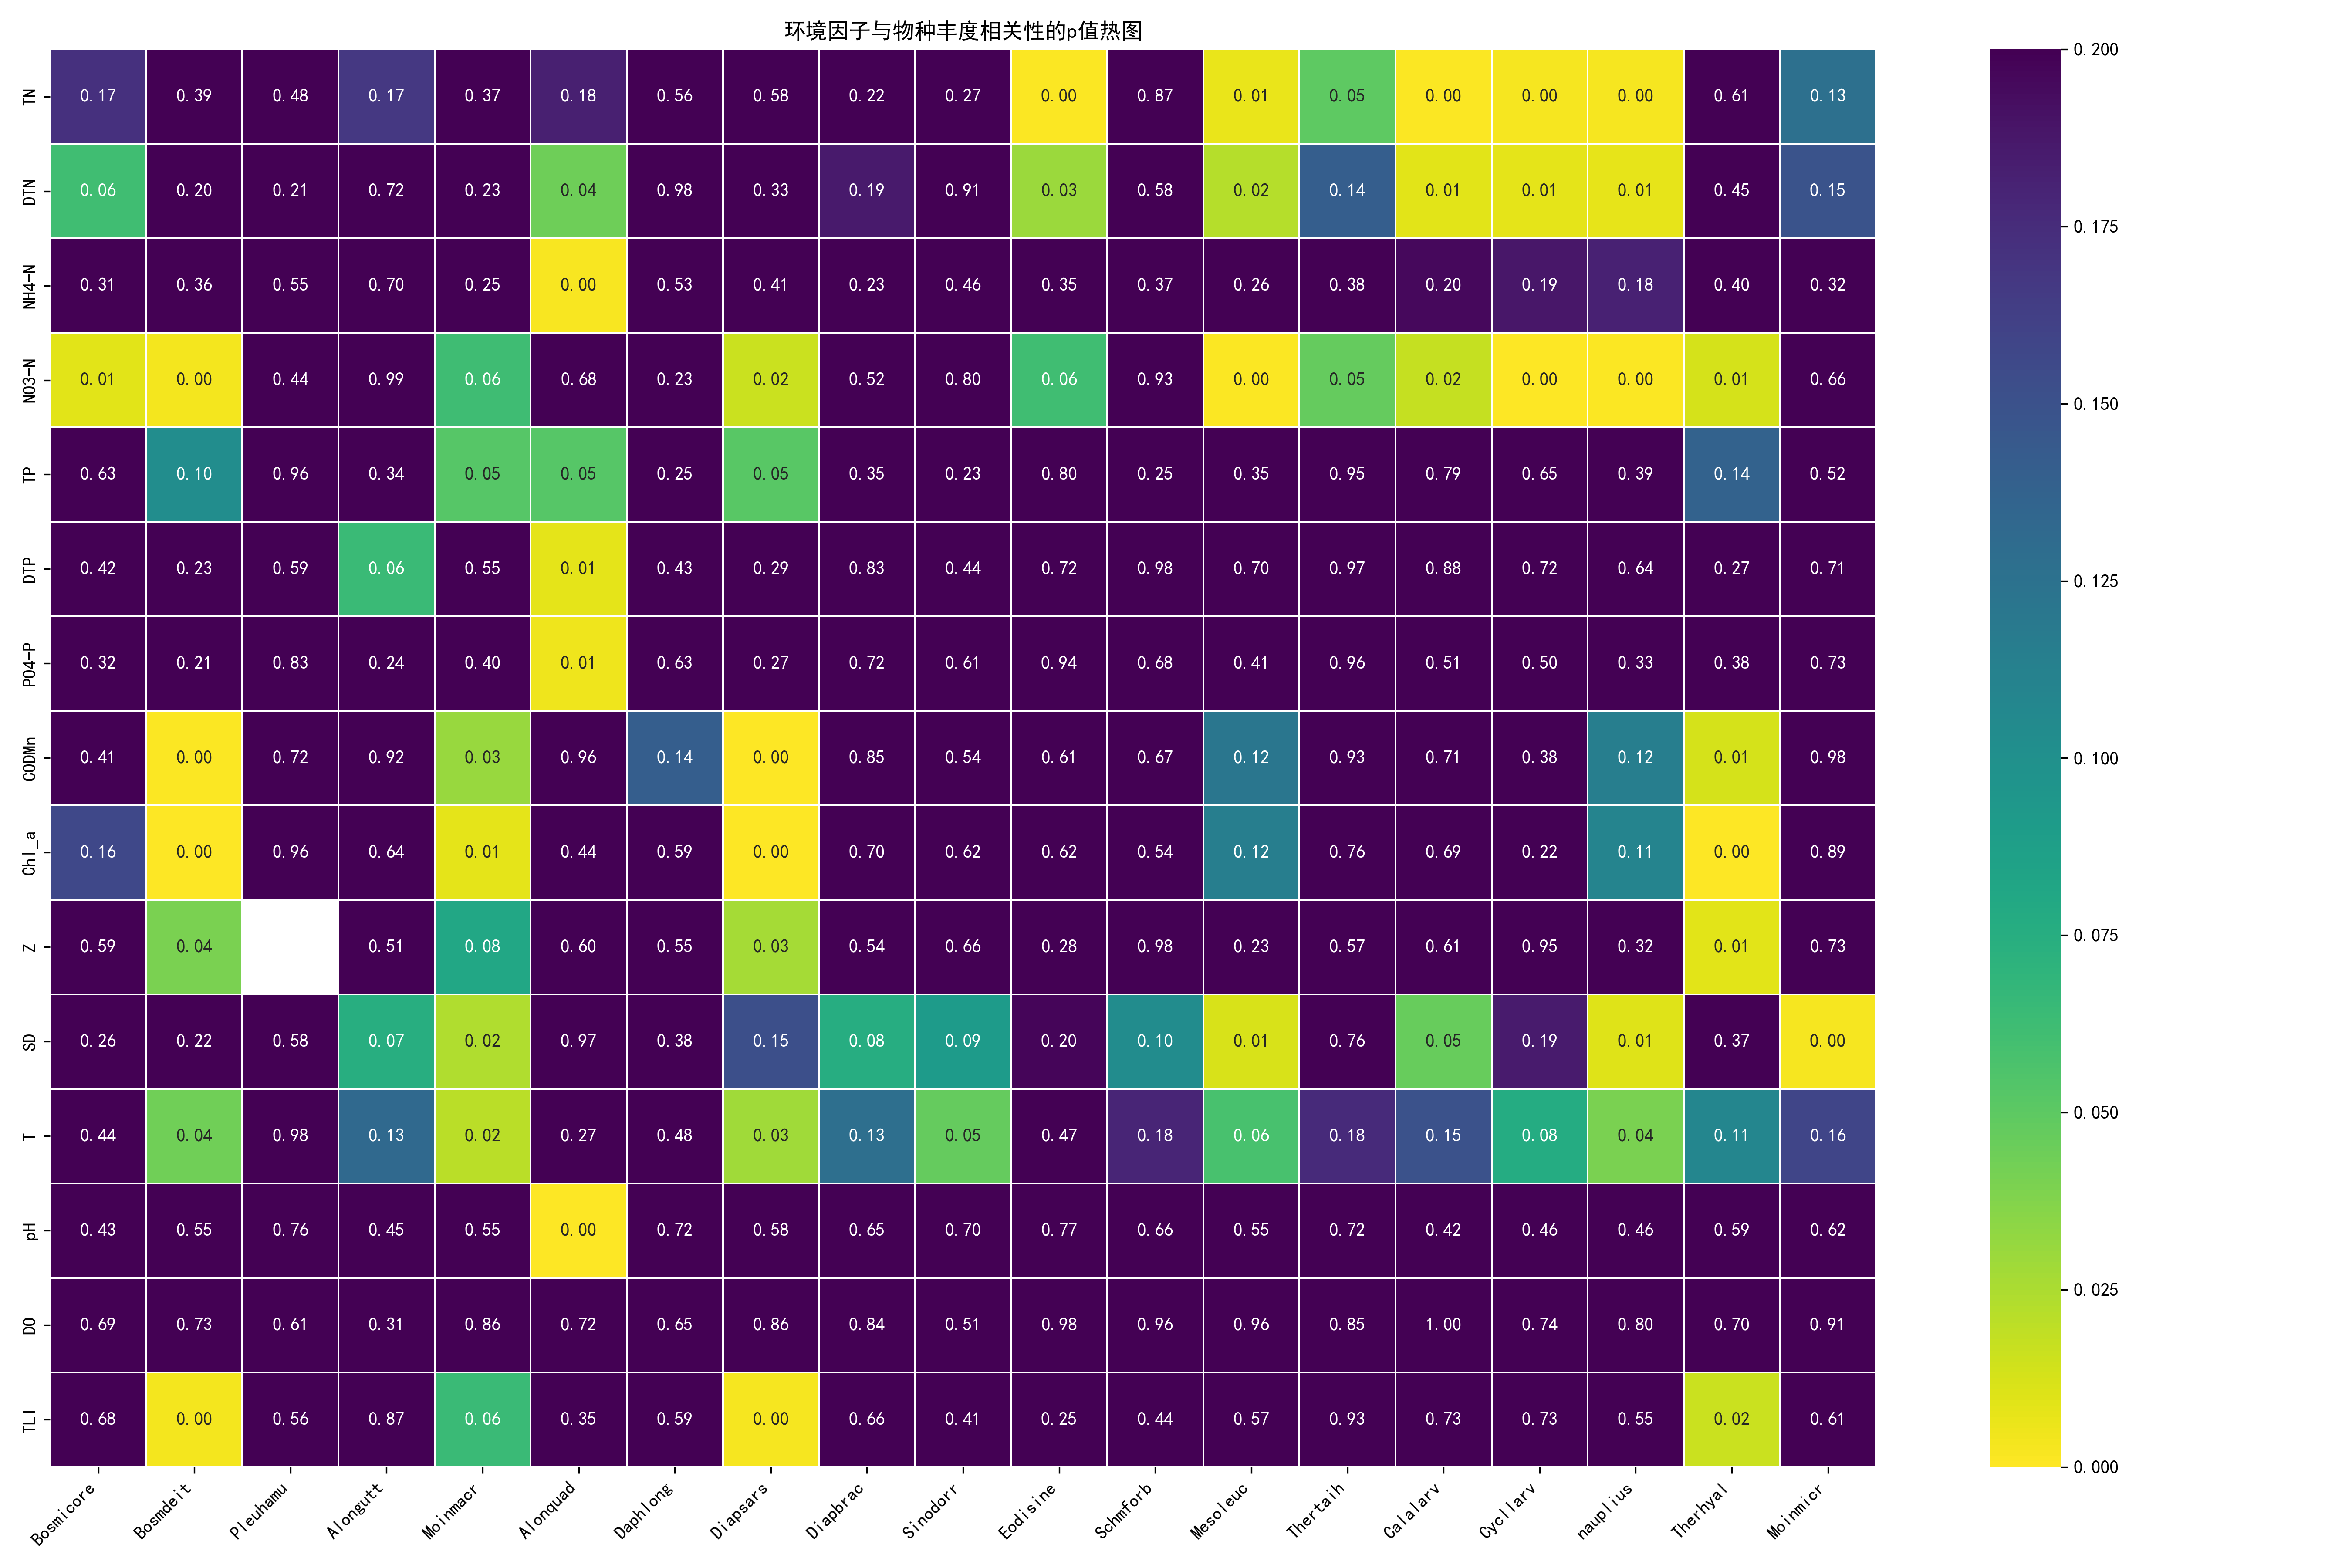 环境因子与物种丰度相关性的p值热图
TN 0.17 0.39 0.48 0.17 0.37 0.18 0.56 0.58 0.22 0.27 0.00 0.87 0.01 0.05 0.00 0.00 0.00 0.61 0.13
DTN 0.06 0.20 0.21 0.72 0.23 0.04 0.98 0.33 0.19 0.91 0.03 0.58 0.02 0.14 0.01 0.01 0.01 0.45 0.15
NH4-N 0.31 0.36 0.55 0.70 0.25 0.00 0.53 0.41 0.23 0.46 0.35 0.37 0.26 0.38 0.20 0.19 0.18 0.40 0.32
NO3-N 0.01 0.00 0.44 0.99 0.06 0.68 0.23 0.02 0.52 0.80 0.06 0.93 0.00 0.05 0.02 0.00 0.00 0.01 0.66
TP 0.63 0.10 0.96 0.34 0.05 0.05 0.25 0.05 0.35 0.23 0.80 0.25 0.35 0.95 0.79 0.65 0.39 0.14 0.52
DTP 0.42 0.23 0.59 0.06 0.55 0.01 0.43 0.29 0.83 0.44 0.72 0.98 0.70 0.97 0.88 0.72 0.64 0.27 0.71
PO4-P 0.32 0.21 0.83 0.24 0.40 0.01 0.63 0.27 0.72 0.61 0.94 0.68 0.41 0.96 0.51 0.50 0.33 0.38 0.73
CODMn 0.41 0.00 0.72 0.92 0.03 0.96 0.14 0.00 0.85 0.54 0.61 0.67 0.12 0.93 0.71 0.38 0.12 0.01 0.98
Chl_a 0.16 0.00 0.96 0.64 0.01 0.44 0.59 0.00 0.70 0.62 0.62 0.54 0.12 0.76 0.69 0.22 0.11 0.00 0.89
Z 0.59 0.04 0.51 0.08 0.60 0.55 0.03 0.54 0.66 0.28 0.98 0.23 0.57 0.61 0.95 0.32 0.01 0.73
SD 0.26 0.22 0.58 0.07 0.02 0.97 0.38 0.15 0.08 0.09 0.20 0.10 0.01 0.76 0.05 0.19 0.01 0.37 0.00
T 0.44 0.04 0.98 0.13 0.02 0.27 0.48 0.03 0.13 0.05 0.47 0.18 0.06 0.18 0.15 0.08 0.04 0.11 0.16
pH 0.43 0.55 0.76 0.45 0.55 0.00 0.72 0.58 0.65 0.70 0.77 0.66 0.55 0.72 0.42 0.46 0.46 0.59 0.62
DO 0.69 0.73 0.61 0.31 0.86 0.72 0.65 0.86 0.84 0.51 0.98 0.96 0.96 0.85 1.00 0.74 0.80 0.70 0.91
TLI 0.68 0.00 0.56 0.87 0.06 0.35 0.59 0.00 0.66 0.41 0.25 0.44 0.57 0.93 0.73 0.73 0.55 0.02 0.61
Bosmicore Bosmdeit Pleuhamu Alongutt Moinmacr Alonquad Daphlong Diapsars Diapbrac Sinodorr Eodisine Schmforb Mesoleuc Thertaih Calalarv Cycllarv nauplius Therhyal Moinmicr
0.200
0.175
0.150
0.125
0.100
0.075
0.050
0.025
0.000